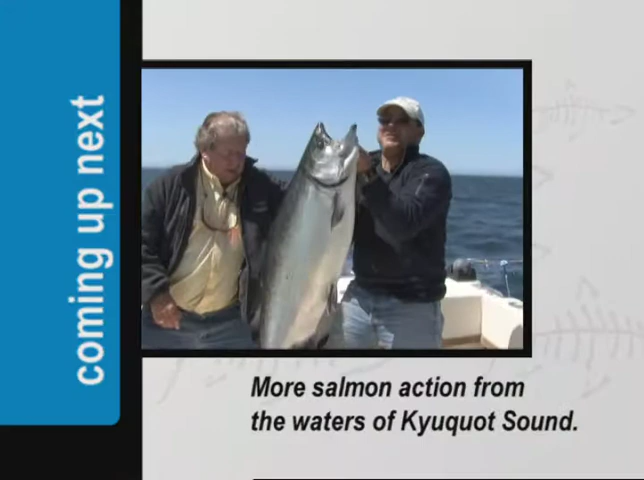 coming up next
More salmon action from
the waters of Kyuquot Sound.